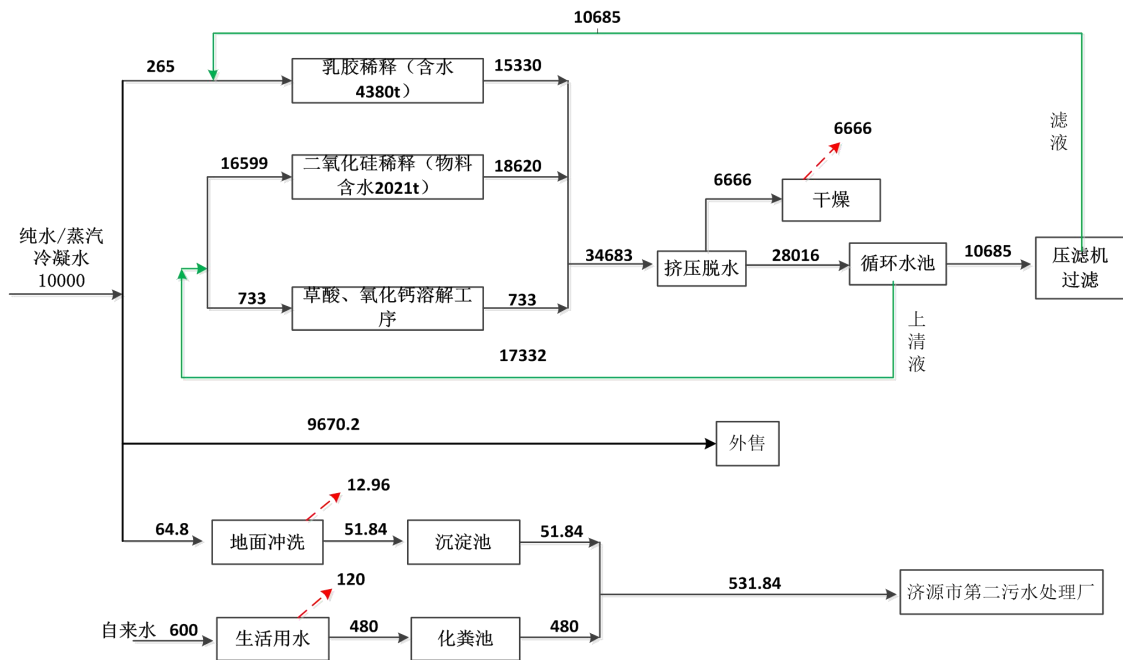 10685
265
乳胶稀释（含水
4380t）
15330
滤
液
6666
16599
二氧化硅稀释（物料
含水2021t）
18620
6666
干燥
纯水/蒸汽
冷凝水
10000
34683
挤压脱水
28016
循环水池
10685
压滤机
过滤
733
草酸、氧化钙溶解工
序
733
上
清
液
17332
9670.2
外售
12.96
64.8
地面冲洗
51.84
沉淀池
51.84
120
531.84
济源市第二污水处理厂
自来水
600
生活用水
480
化粪池
480